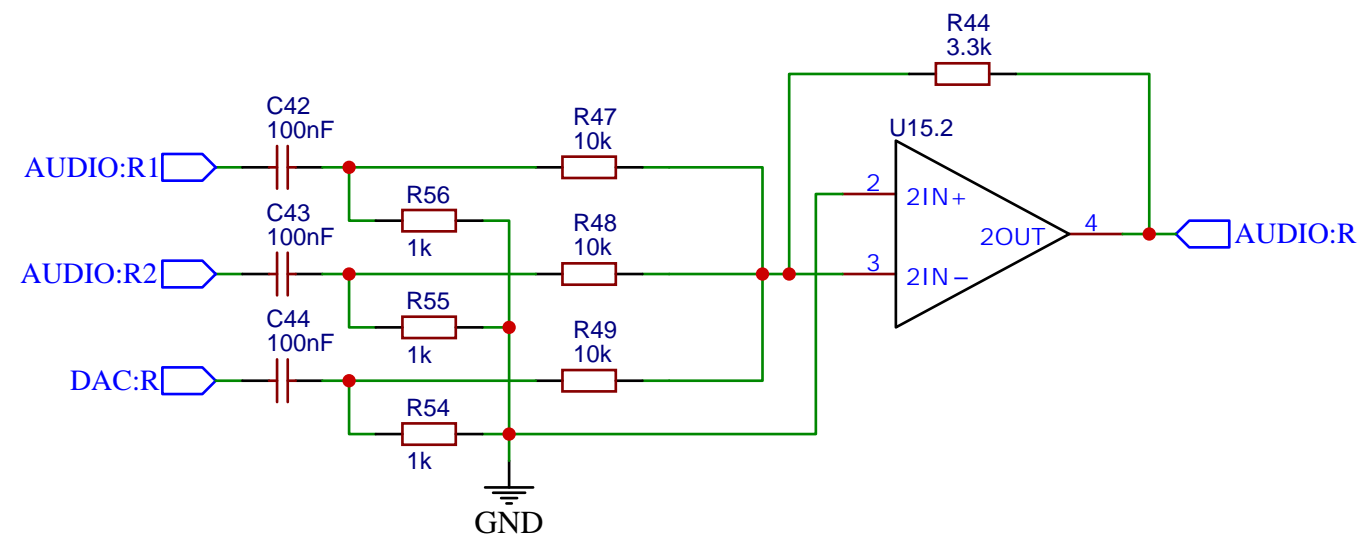 R44
3.3k
C42
100nF
R47
10k
U15.2
AUDIO:R1
R56
1k
2
2IN+
C43
100nF
R48
10k
2OUT
4
AUDIO:R
AUDIO:R2
3
2IN−
R55
1k
C44
100nF
R49
10k
DAC:R
R54
1k
GND